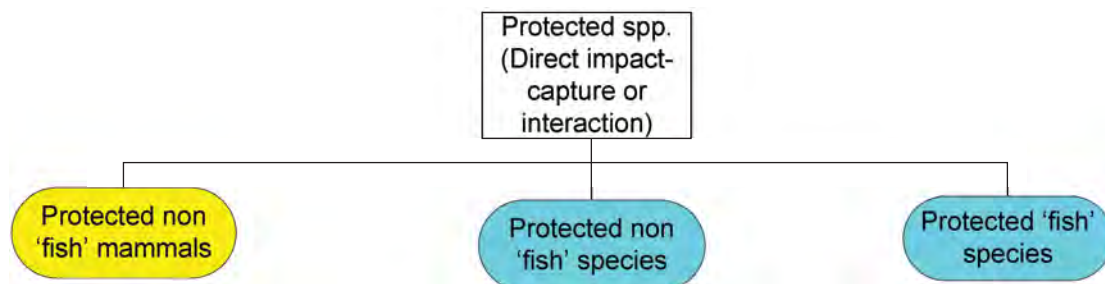 Protected spp.
(Direct impact-
capture or
interaction)
Protected non
‘fish’ mammals
Protected non
‘fish’ species
Protected ‘fish’
species